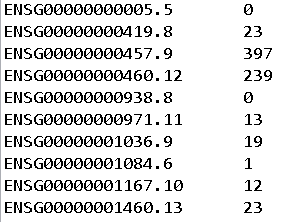 ENSG00000000005.5 0
ENSG00000000419.8 23
ENSG00000000457.9 397
ENSG00000000460.12 239
ENSG00000000938.8 0
ENSG00000000971.11 13
ENSG00000001036.9 19
ENSG00000001084.6 1
ENSG00000001167.10 12
ENSG00000001460.13 23